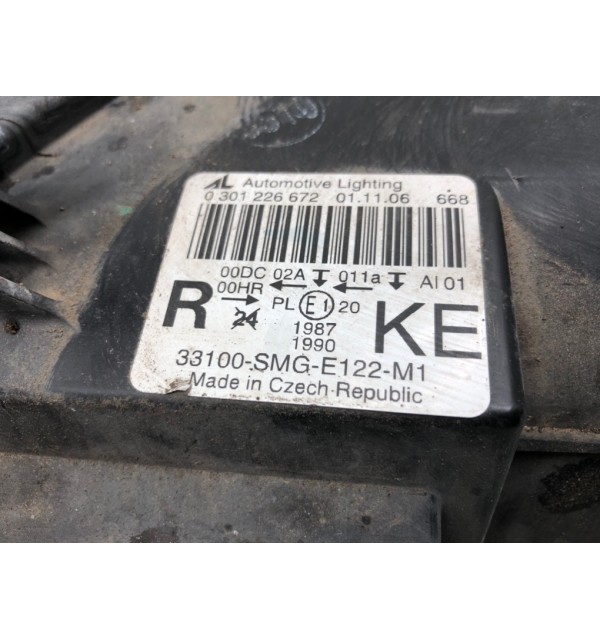 AL Automotive Lighting
0 301 226 672 01.11.06 668
00DC 02A 011a AI 01
00HR
R 24 PL E1 20 KE
1987
1990
33100-SMG-E122-M1
Made in Czech Republic